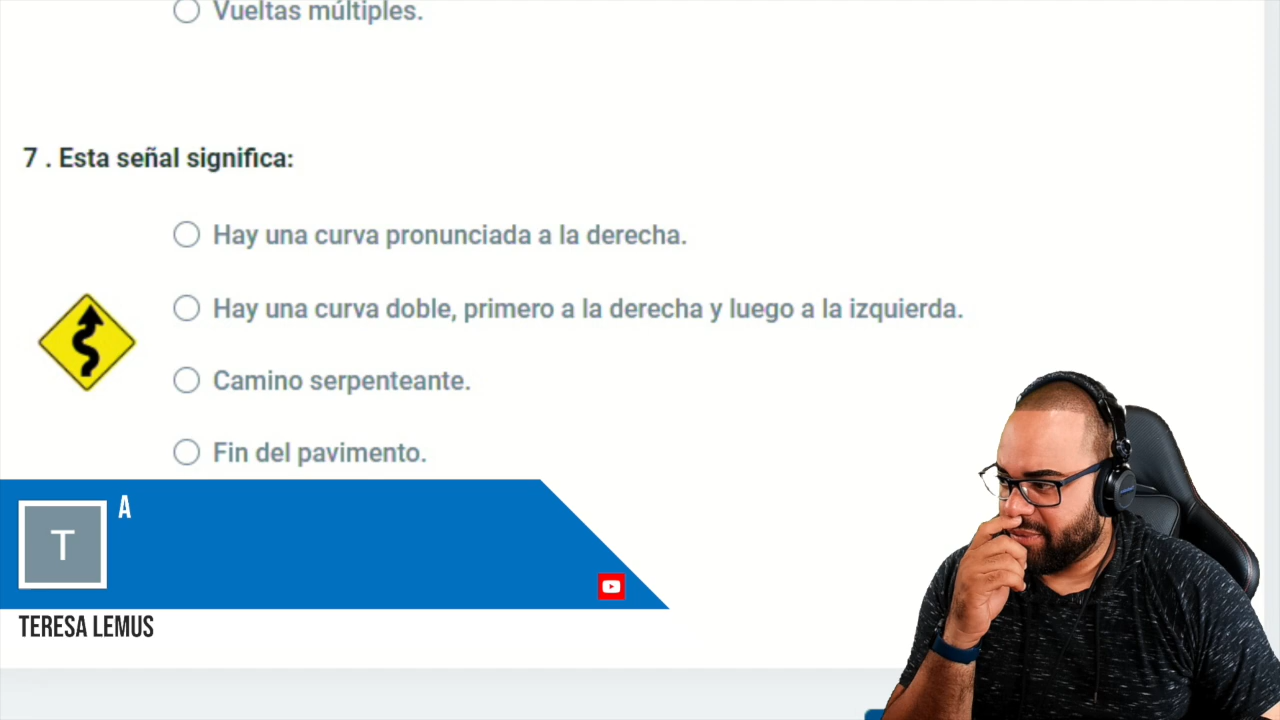 Vueltas múltiples.
7 . Esta señal significa:
Hay una curva pronunciada a la derecha.
Hay una curva doble, primero a la derecha y luego a la izquierda.
Camino serpenteante.
Fin del pavimento.
A
T
TERESA LEMUS